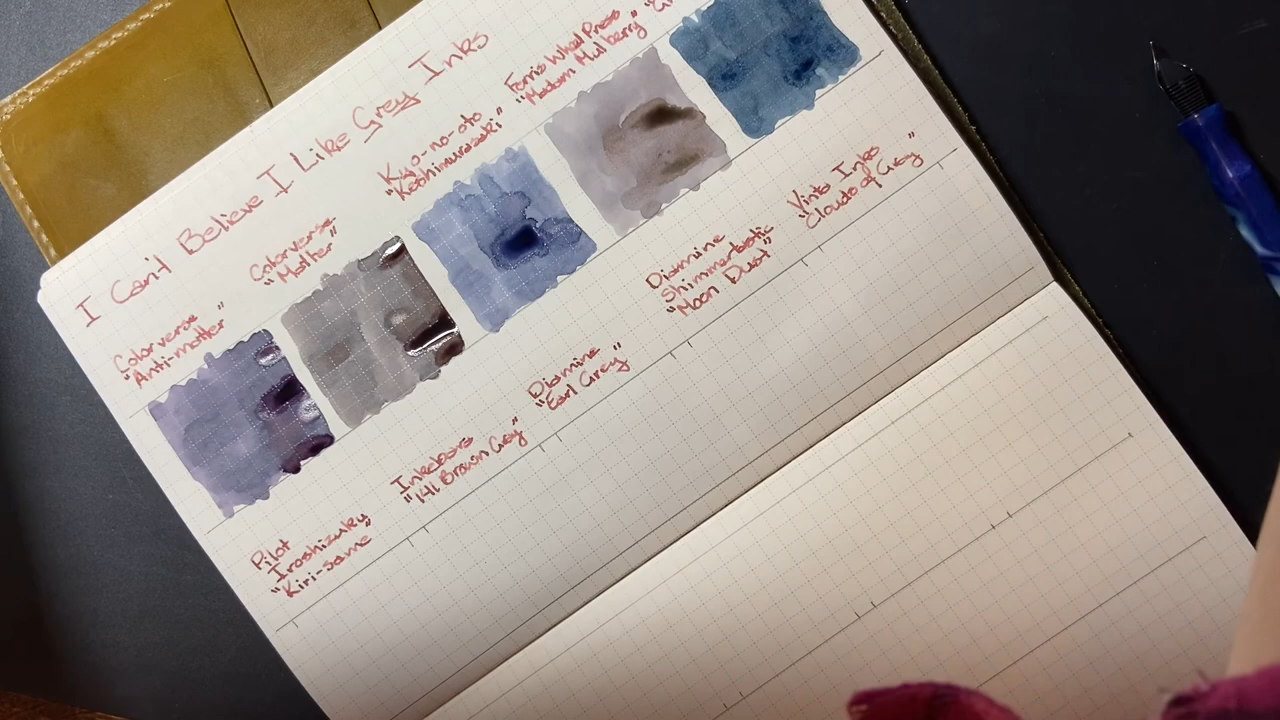 I Can't Believe I Like Grey Inks
Colorverse
"Anti-matter"
Colorverse
"Matter"
Kyo-no-oto
"Keshimurasaki"
Ferris Wheel Press
"Madam Mulberry"
Pilot
Iroshizuku
"Kiri-same"
Inkebara
"141 Brown Grey"
Diamine
"Earl Grey"
Diamine
Shimmertastic
"Moon Dust"
Vinta Inks
"Clouds of Grey"